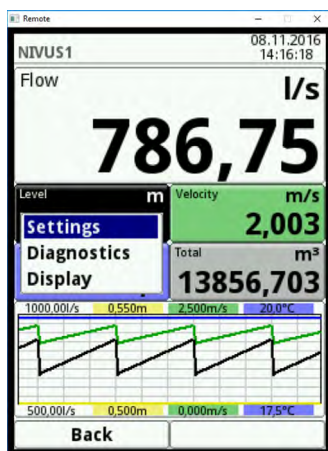 Remote
NIVUS1
08.11.2016
14:16:18
Flow
l/s
786,75
Level
m
Velocity
m/s
2,003
Settings
Diagnostics
Display
Total
m³
13856,703
1000,00l/s 0,550m 2,500m/s 20,0°C
500,00l/s 0,500m 0,000m/s 17,5°C
Back